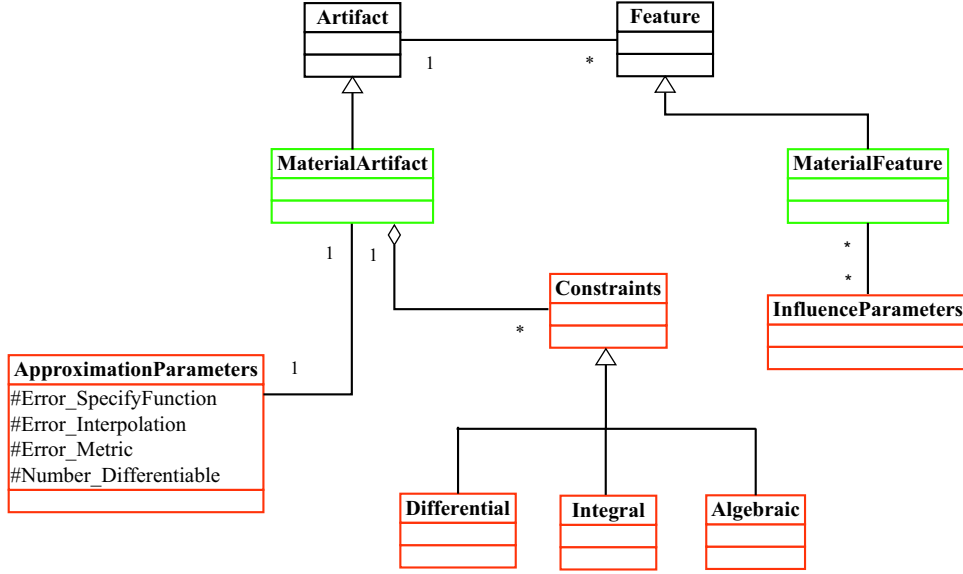 Artifact
Feature
1
*
MaterialArtifact
MaterialFeature
1
1
*
*
Constraints
InfluenceParameters
*
ApproximationParameters
1
#Error_SpecifyFunction
#Error_Interpolation
#Error_Metric
#Number_Differentiable
Differential
Integral
Algebraic